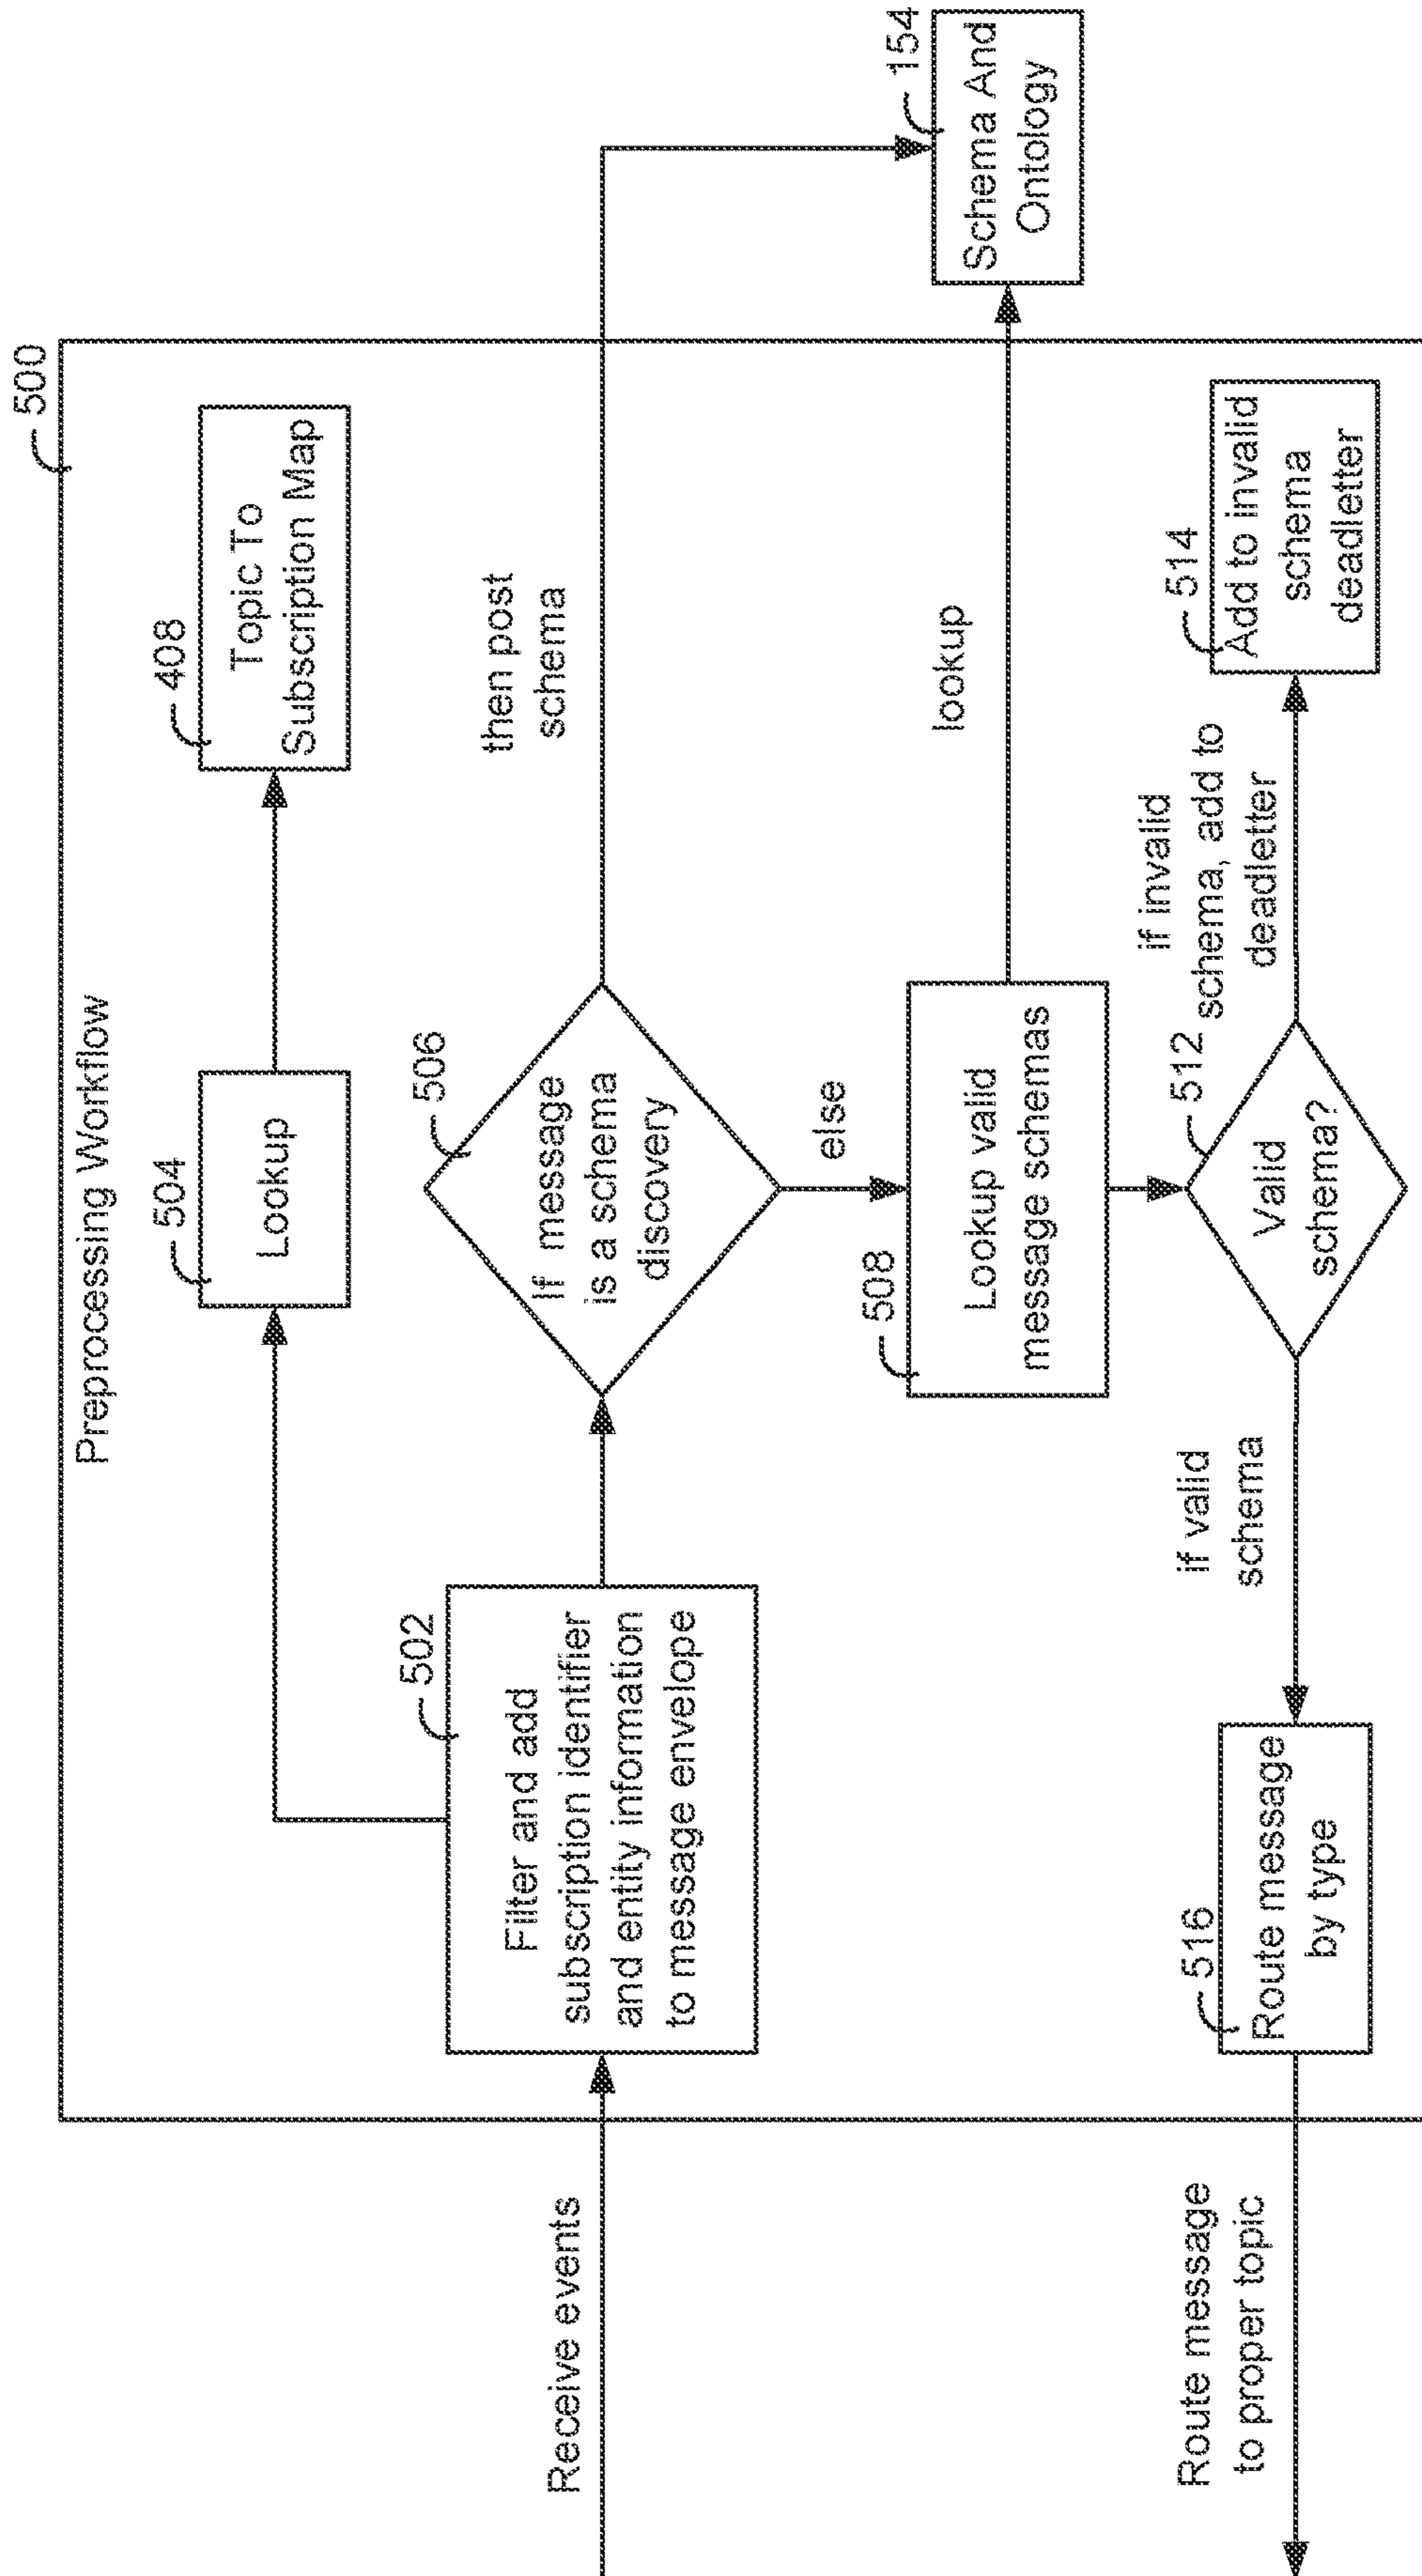 500
Preprocessing Workflow
504
Lookup
408
Topic To
Subscription Map
Receive events
502
Filter and add
subscription identifier
and entity information
to message envelope
506
If message
is a schema
discovery
then post
schema
154
Schema And
Ontology
else
508
Lookup valid
message schemas
lookup
512
Valid
schema?
if invalid
schema, add to
deadletter
514
Add to invalid
schema
deadletter
if valid
schema
516
Route message
by type
Route message
to proper topic